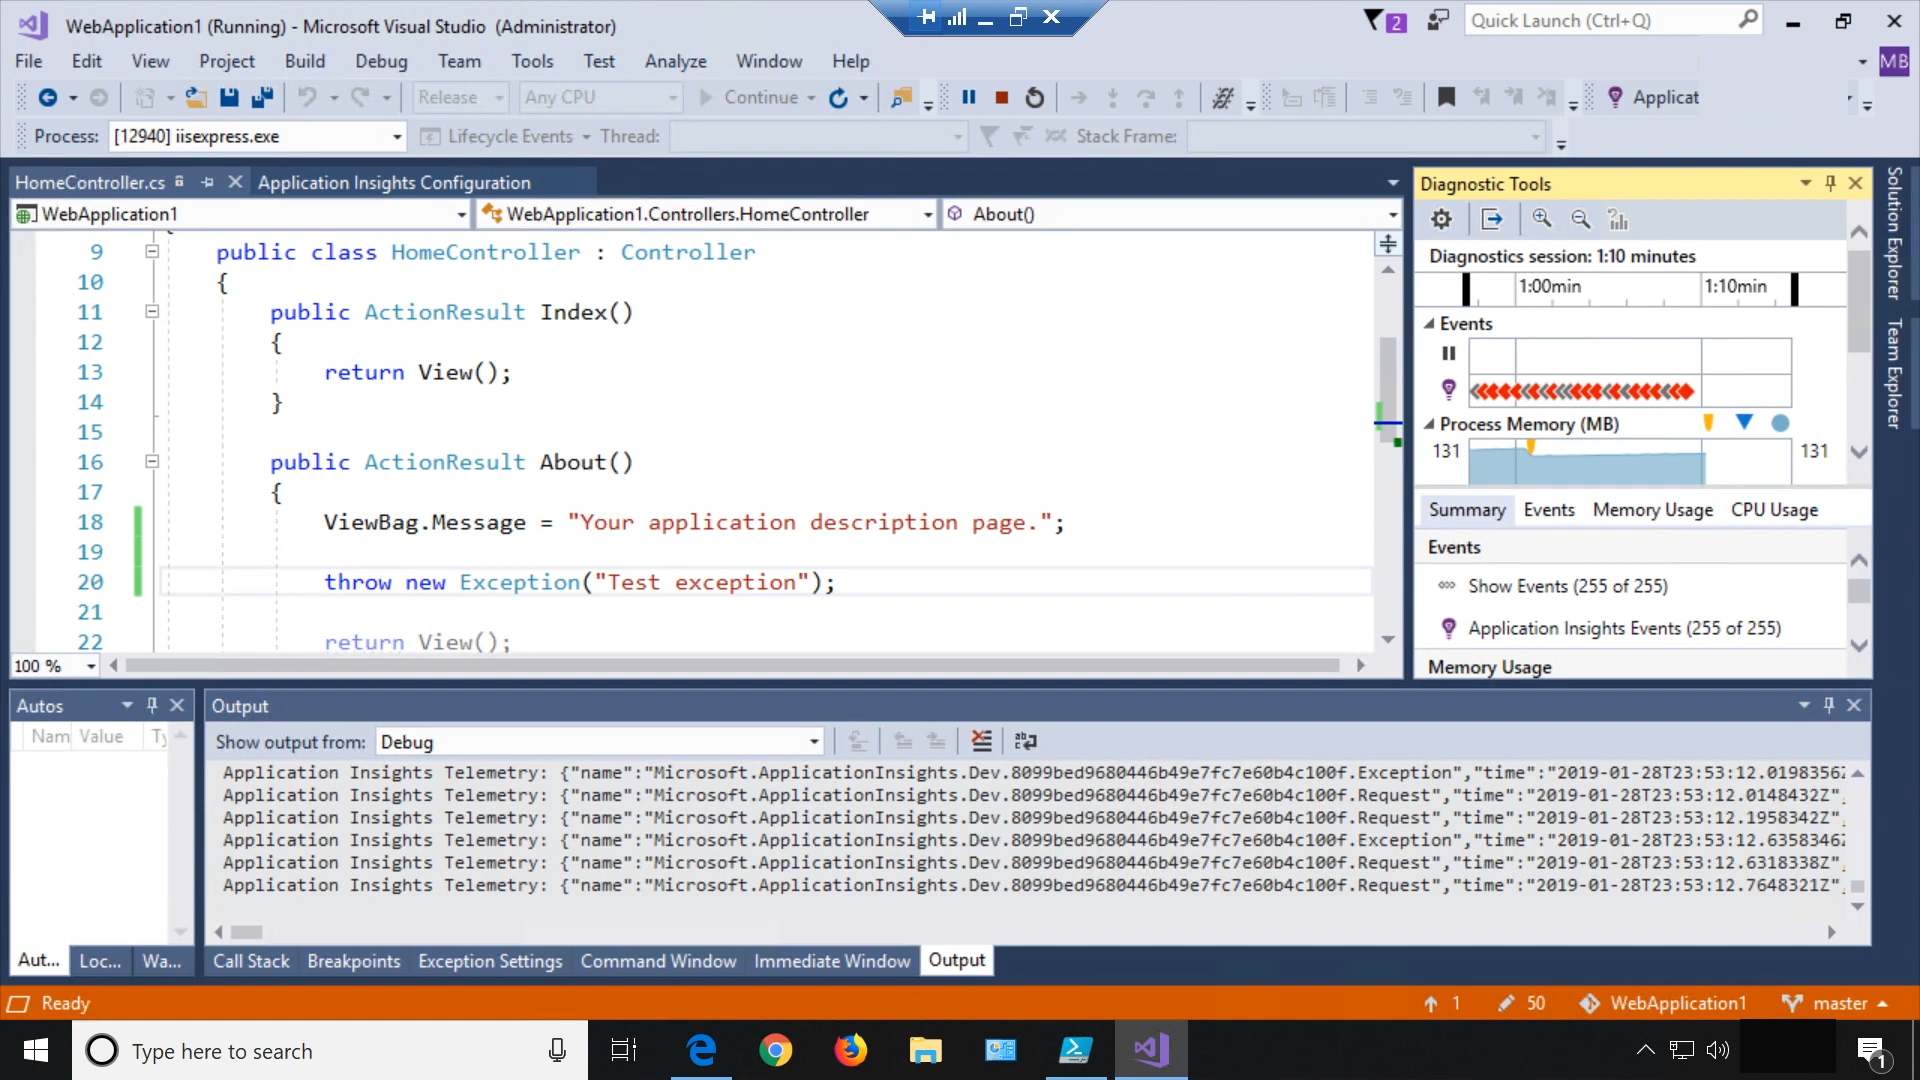 WebApplication1 (Running) - Microsoft Visual Studio  (Administrator)
2
Quick Launch (Ctrl+Q)
File Edit View Project Build Debug Team Tools Test Analyze Window Help
MB
Release Any CPU Continue Applicat
Process: [12940] iisexpress.exe Lifecycle Events Thread: Stack Frame:
HomeController.cs Application Insights Configuration
WebApplication1 WebApplication1.Controllers.HomeController About()
9 public class HomeController : Controller
10 {
11 public ActionResult Index()
12 {
13 return View();
14 }
15
16 public ActionResult About()
17 {
18 ViewBag.Message = "Your application description page.";
19
20 throw new Exception("Test exception");
21
22 return View();
100 %
Diagnostic Tools
Diagnostics session: 1:10 minutes
1:00min 1:10min
Events
Process Memory (MB)
131 131
Summary Events Memory Usage CPU Usage
Events
Show Events (255 of 255)
Application Insights Events (255 of 255)
Memory Usage
Solution Explorer
Team Explorer
Autos
Nam Value Ty
Output
Show output from: Debug
Application Insights Telemetry: {"name":"Microsoft.ApplicationInsights.Dev.8099bed9680446b49e7fc7e60b4c100f.Exception","time":"2019-01-28T23:53:12.0198356Z
Application Insights Telemetry: {"name":"Microsoft.ApplicationInsights.Dev.8099bed9680446b49e7fc7e60b4c100f.Request","time":"2019-01-28T23:53:12.0148432Z",
Application Insights Telemetry: {"name":"Microsoft.ApplicationInsights.Dev.8099bed9680446b49e7fc7e60b4c100f.Request","time":"2019-01-28T23:53:12.1958342Z",
Application Insights Telemetry: {"name":"Microsoft.ApplicationInsights.Dev.8099bed9680446b49e7fc7e60b4c100f.Exception","time":"2019-01-28T23:53:12.6358346Z
Application Insights Telemetry: {"name":"Microsoft.ApplicationInsights.Dev.8099bed9680446b49e7fc7e60b4c100f.Request","time":"2019-01-28T23:53:12.6318338Z",
Application Insights Telemetry: {"name":"Microsoft.ApplicationInsights.Dev.8099bed9680446b49e7fc7e60b4c100f.Request","time":"2019-01-28T23:53:12.7648321Z",
Aut... Loc... Wa... Call Stack Breakpoints Exception Settings Command Window Immediate Window Output
Ready 1 50 WebApplication1 master
Type here to search
1